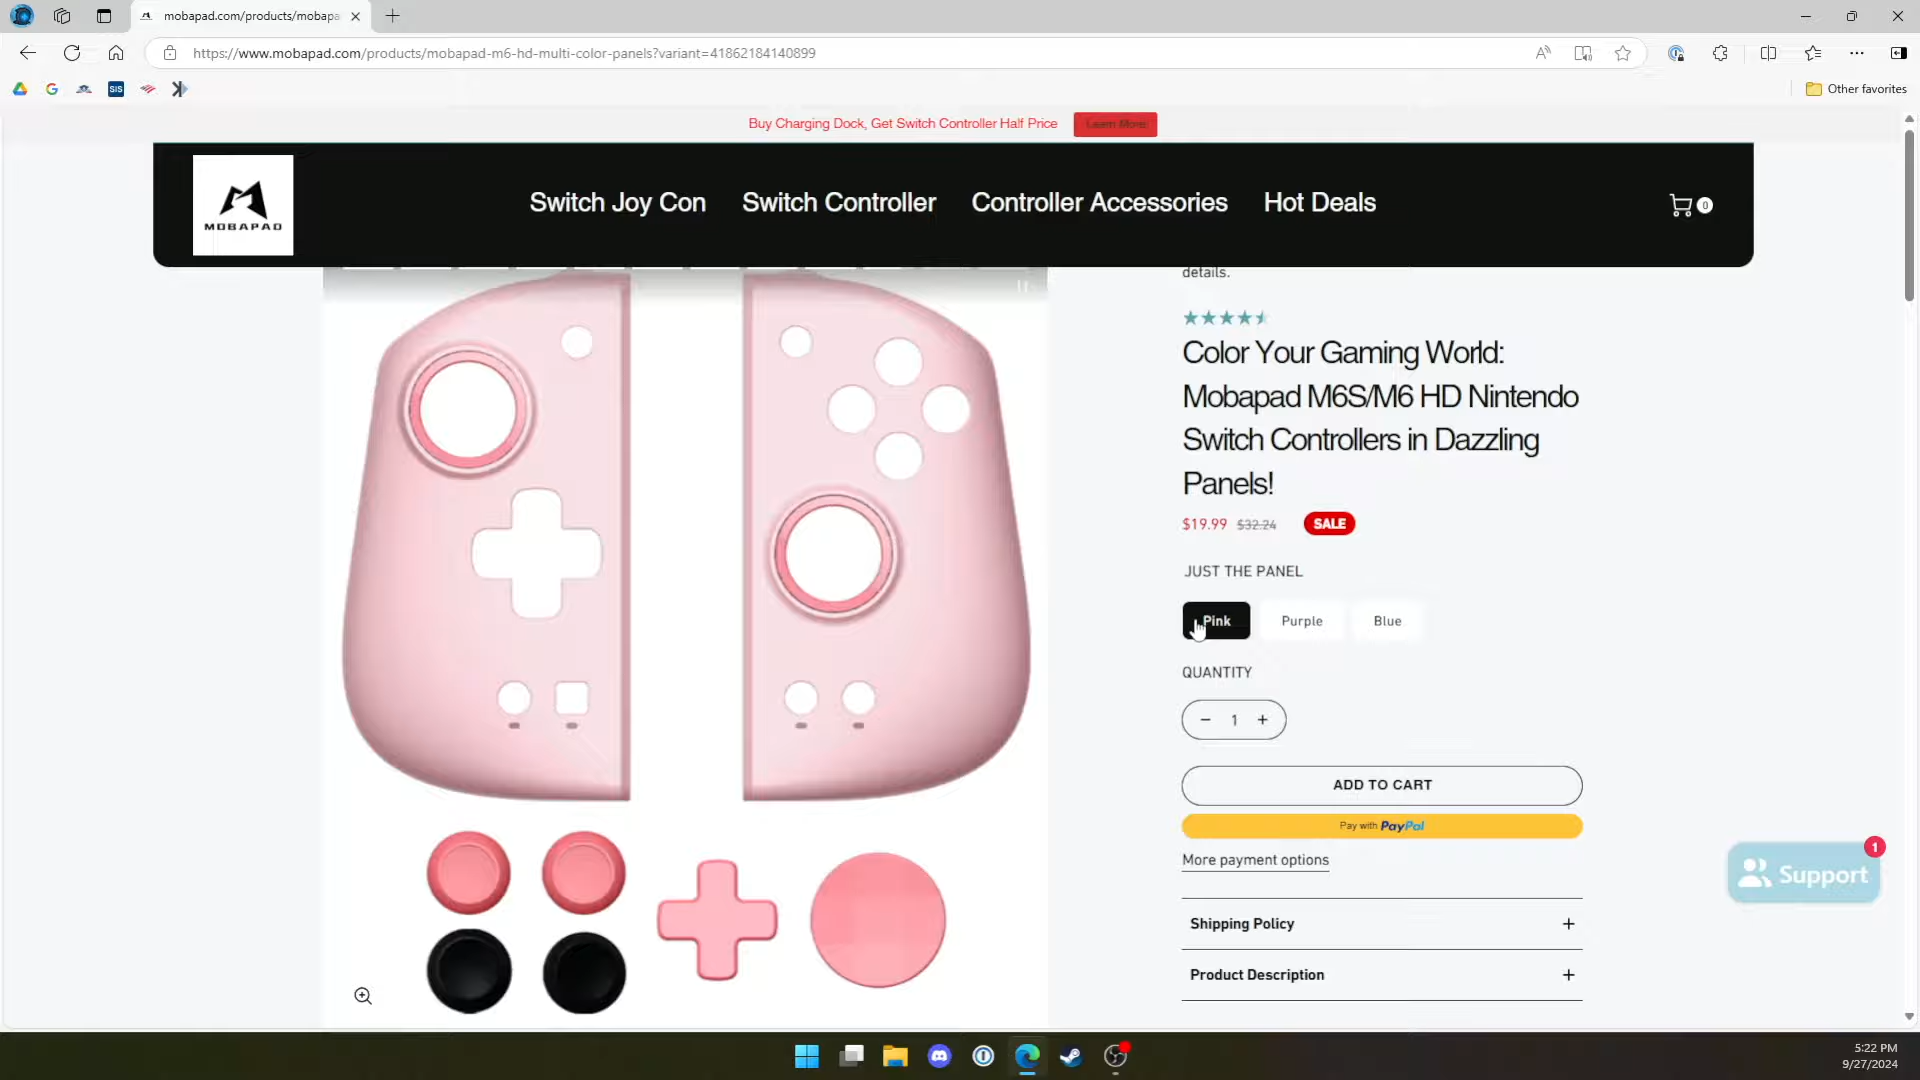 mobapad.com/products/mobapa
https://www.mobapad.com/products/mobapad-m6-hd-multi-color-panels?variant=41862184140899
SIS
Other favorites
Buy Charging Dock, Get Switch Controller Half Price
Learn More
MOBAPAD
Switch Joy Con
Switch Controller
Controller Accessories
Hot Deals
0
details.
Color Your Gaming World:
Mobapad M6S/M6 HD Nintendo
Switch Controllers in Dazzling
Panels!
$19.99 $32.24 SALE
JUST THE PANEL
Pink
Purple
Blue
QUANTITY
− 1 +
ADD TO CART
Pay with PayPal
More payment options
Shipping Policy +
Product Description +
1
Support
5:22 PM
9/27/2024